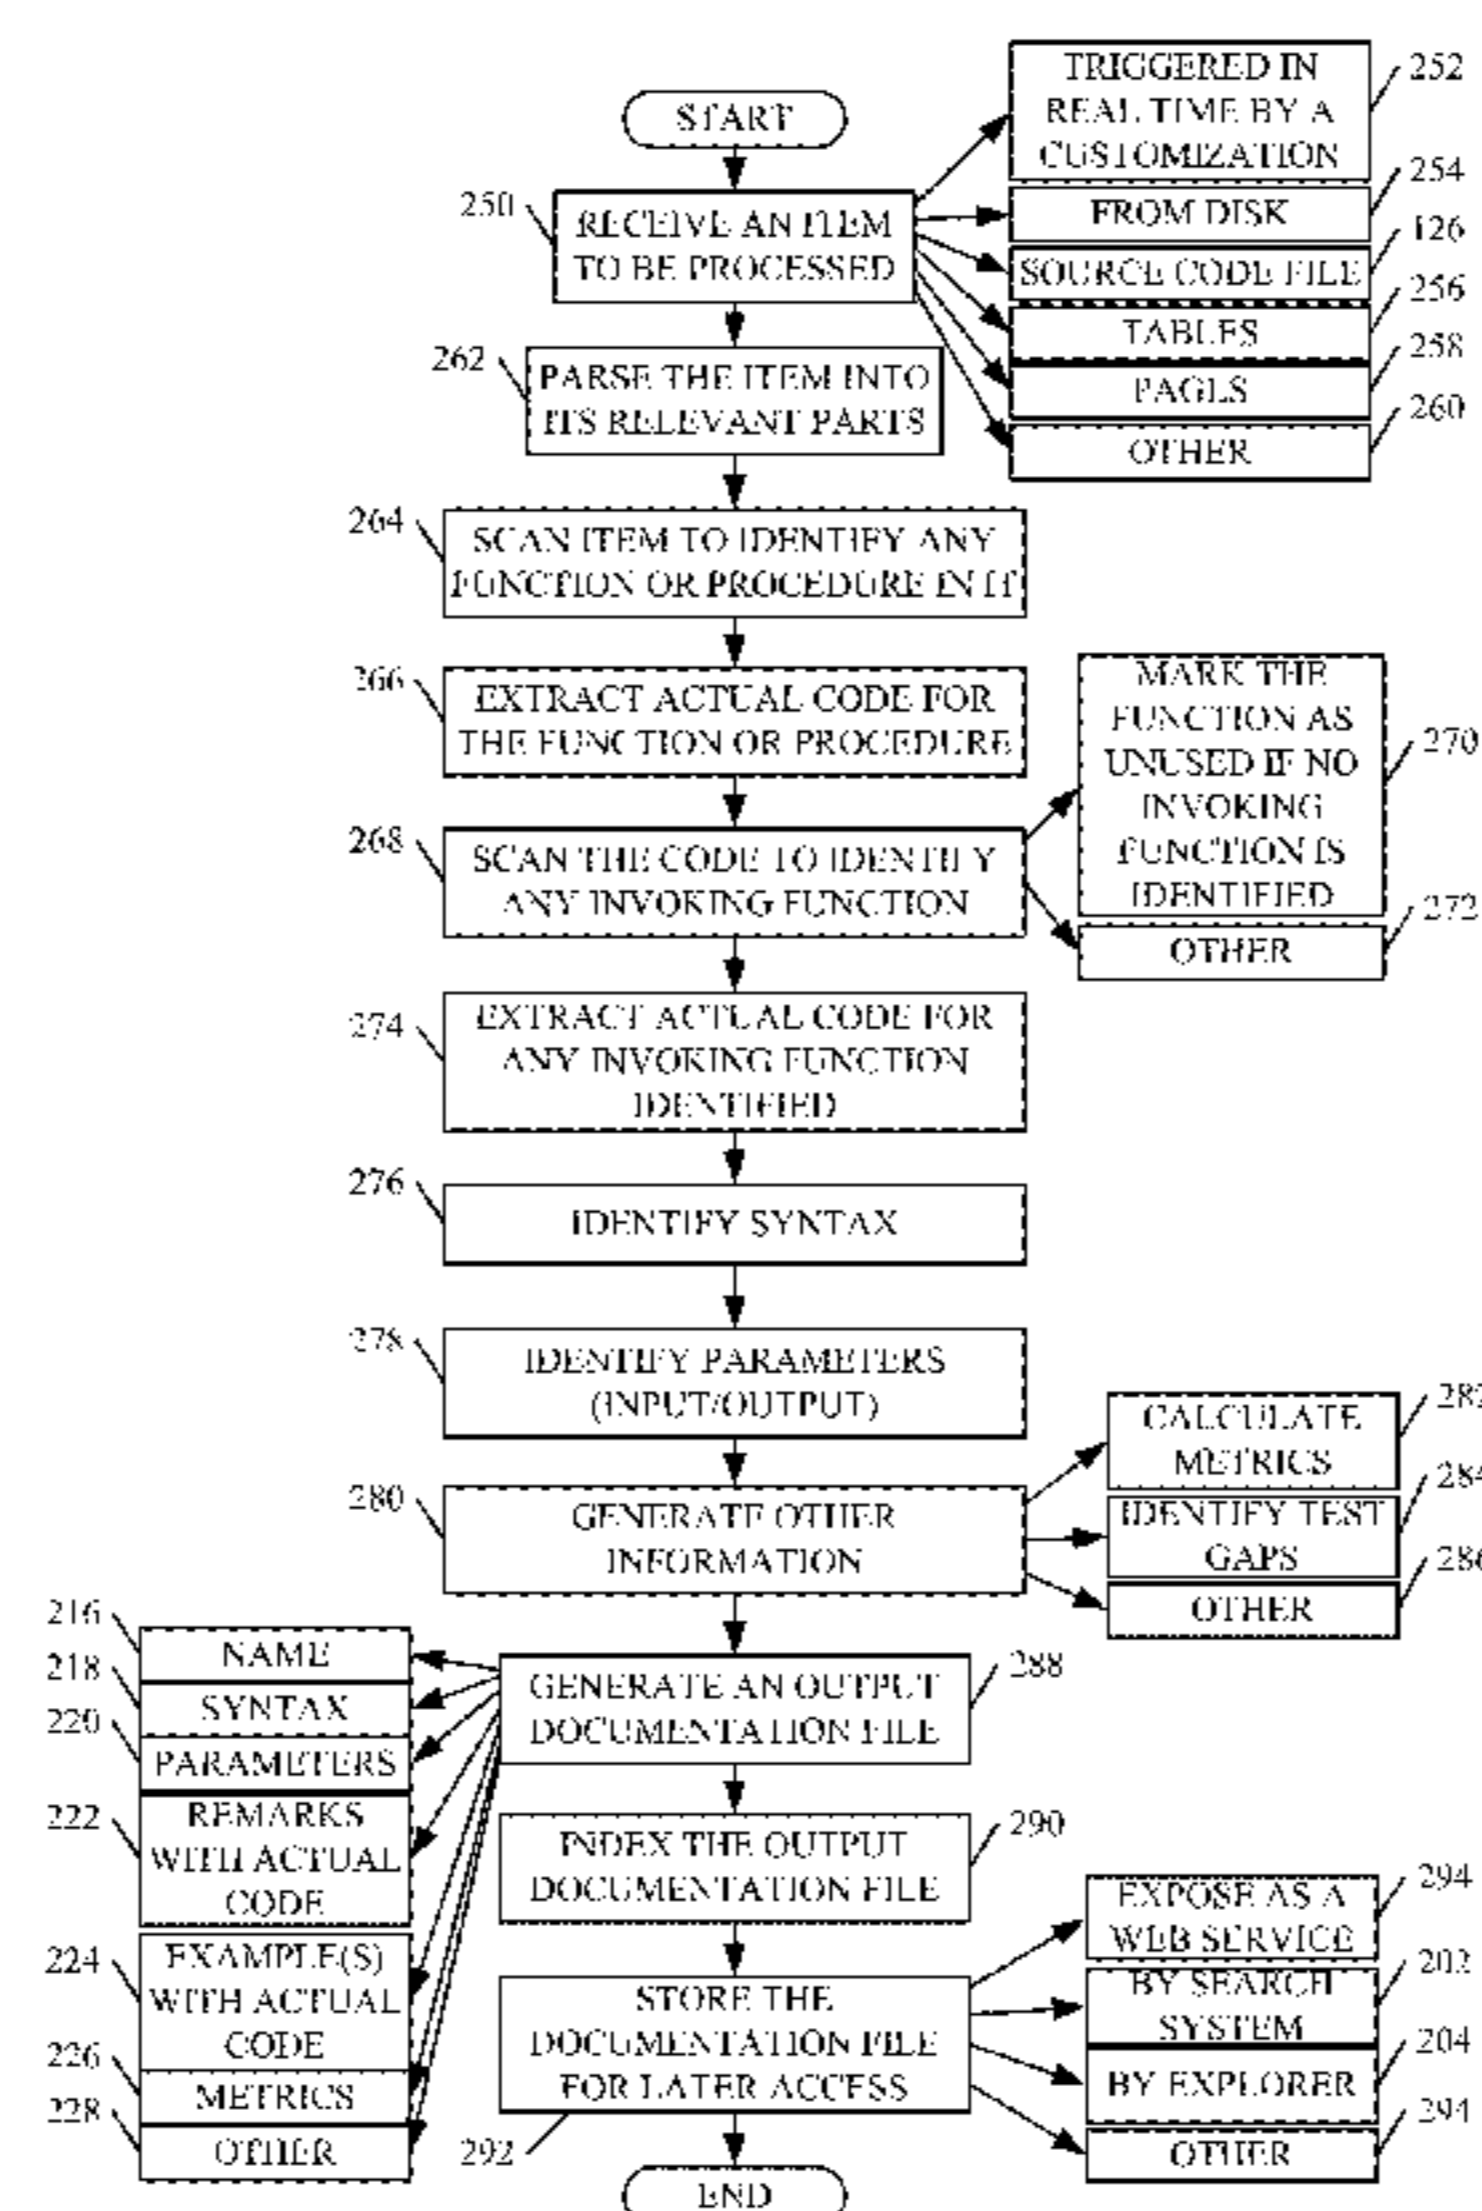 START
TRIGGERED IN
REAL TIME BY A
CUSTOMIZATION
252
250
RECEIVE AN ITEM
TO BE PROCESSED
FROM DISK
254
SOURCE CODE FILE
126
TABLES
256
PAGES
258
OTHER
260
262
PARSE THE ITEM INTO
ITS RELEVANT PARTS
264
SCAN ITEM TO IDENTIFY ANY
FUNCTION OR PROCEDURE IN IT
266
EXTRACT ACTUAL CODE FOR
THE FUNCTION OR PROCEDURE
MARK THE
FUNCTION AS
UNUSED IF NO
INVOKING
FUNCTION IS
IDENTIFIED
270
268
SCAN THE CODE TO IDENTIFY
ANY INVOKING FUNCTION
OTHER
272
274
EXTRACT ACTUAL CODE FOR
ANY INVOKING FUNCTION
IDENTIFIED
276
IDENTIFY SYNTAX
278
IDENTIFY PARAMETERS
(INPUT/OUTPUT)
CALCULATE
METRICS
282
280
GENERATE OTHER
INFORMATION
IDENTIFY TEST
GAPS
284
OTHER
286
216
NAME
218
SYNTAX
220
PARAMETERS
222
REMARKS
WITH ACTUAL
CODE
224
EXAMPLE(S)
WITH ACTUAL
CODE
226
METRICS
228
OTHER
GENERATE AN OUTPUT
DOCUMENTATION FILE
288
INDEX THE OUTPUT
DOCUMENTATION FILE
290
STORE THE
DOCUMENTATION FILE
FOR LATER ACCESS
292
EXPOSE AS A
WEB SERVICE
294
BY SEARCH
SYSTEM
202
BY EXPLORER
204
OTHER
294
END